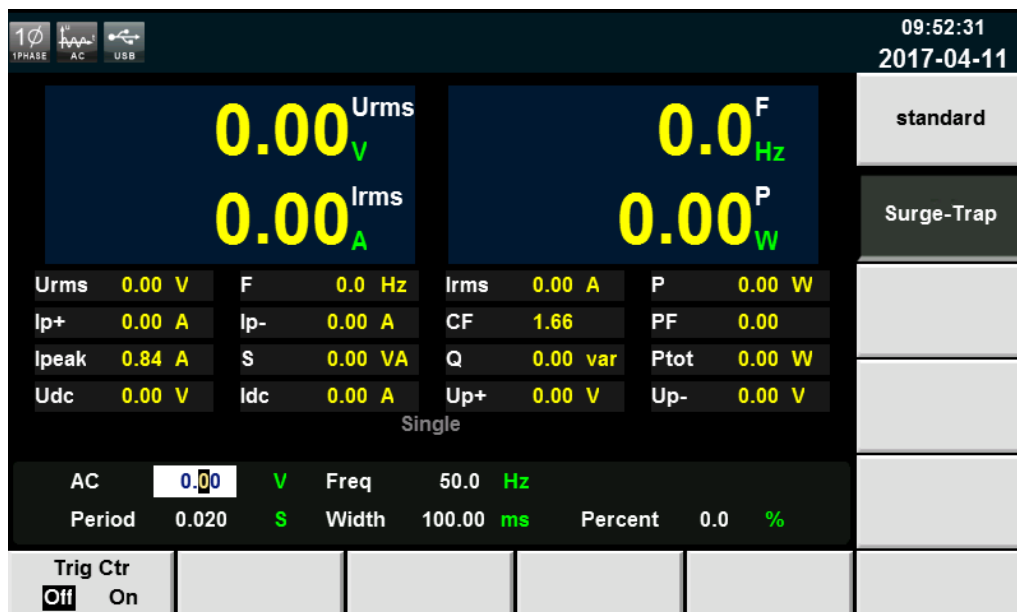 1Ø
1PHASE
u
t
AC
USB
09:52:31
2017-04-11
0.00 Urms V
0.0 F Hz
0.00 Irms A
0.00 P W
standard
Surge-Trap
Urms 0.00 V F 0.0 Hz Irms 0.00 A P 0.00 W
Ip+ 0.00 A Ip- 0.00 A CF 1.66 PF 0.00
Ipeak 0.84 A S 0.00 VA Q 0.00 var Ptot 0.00 W
Udc 0.00 V Idc 0.00 A Up+ 0.00 V Up- 0.00 V
Single
AC 0.00 V Freq 50.0 Hz
Period 0.020 S Width 100.00 ms Percent 0.0 %
Trig Ctr
Off On